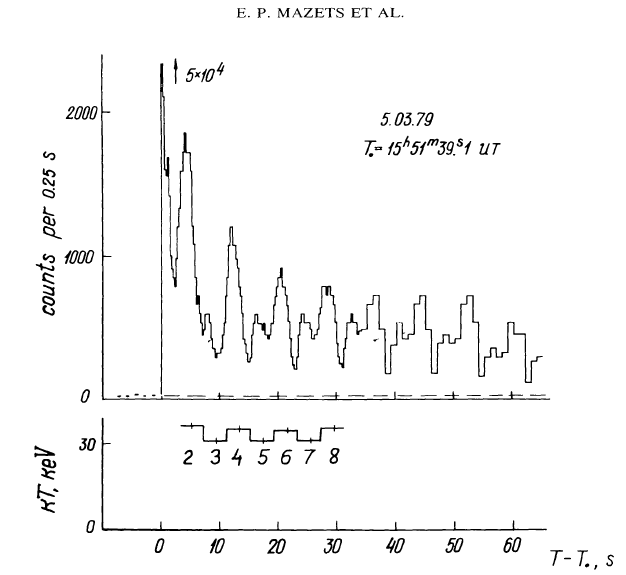 E. P. MAZETS ET AL.
5×10⁴
2000
5.03.79
T₀= 15ʰ51ᵐ39.ˢ1 UT
counts per 0.25 s
1000
0
30
2 3 4 5 6 7 8
kT, keV
0
0 10 20 30 40 50 60
T–T₀, s